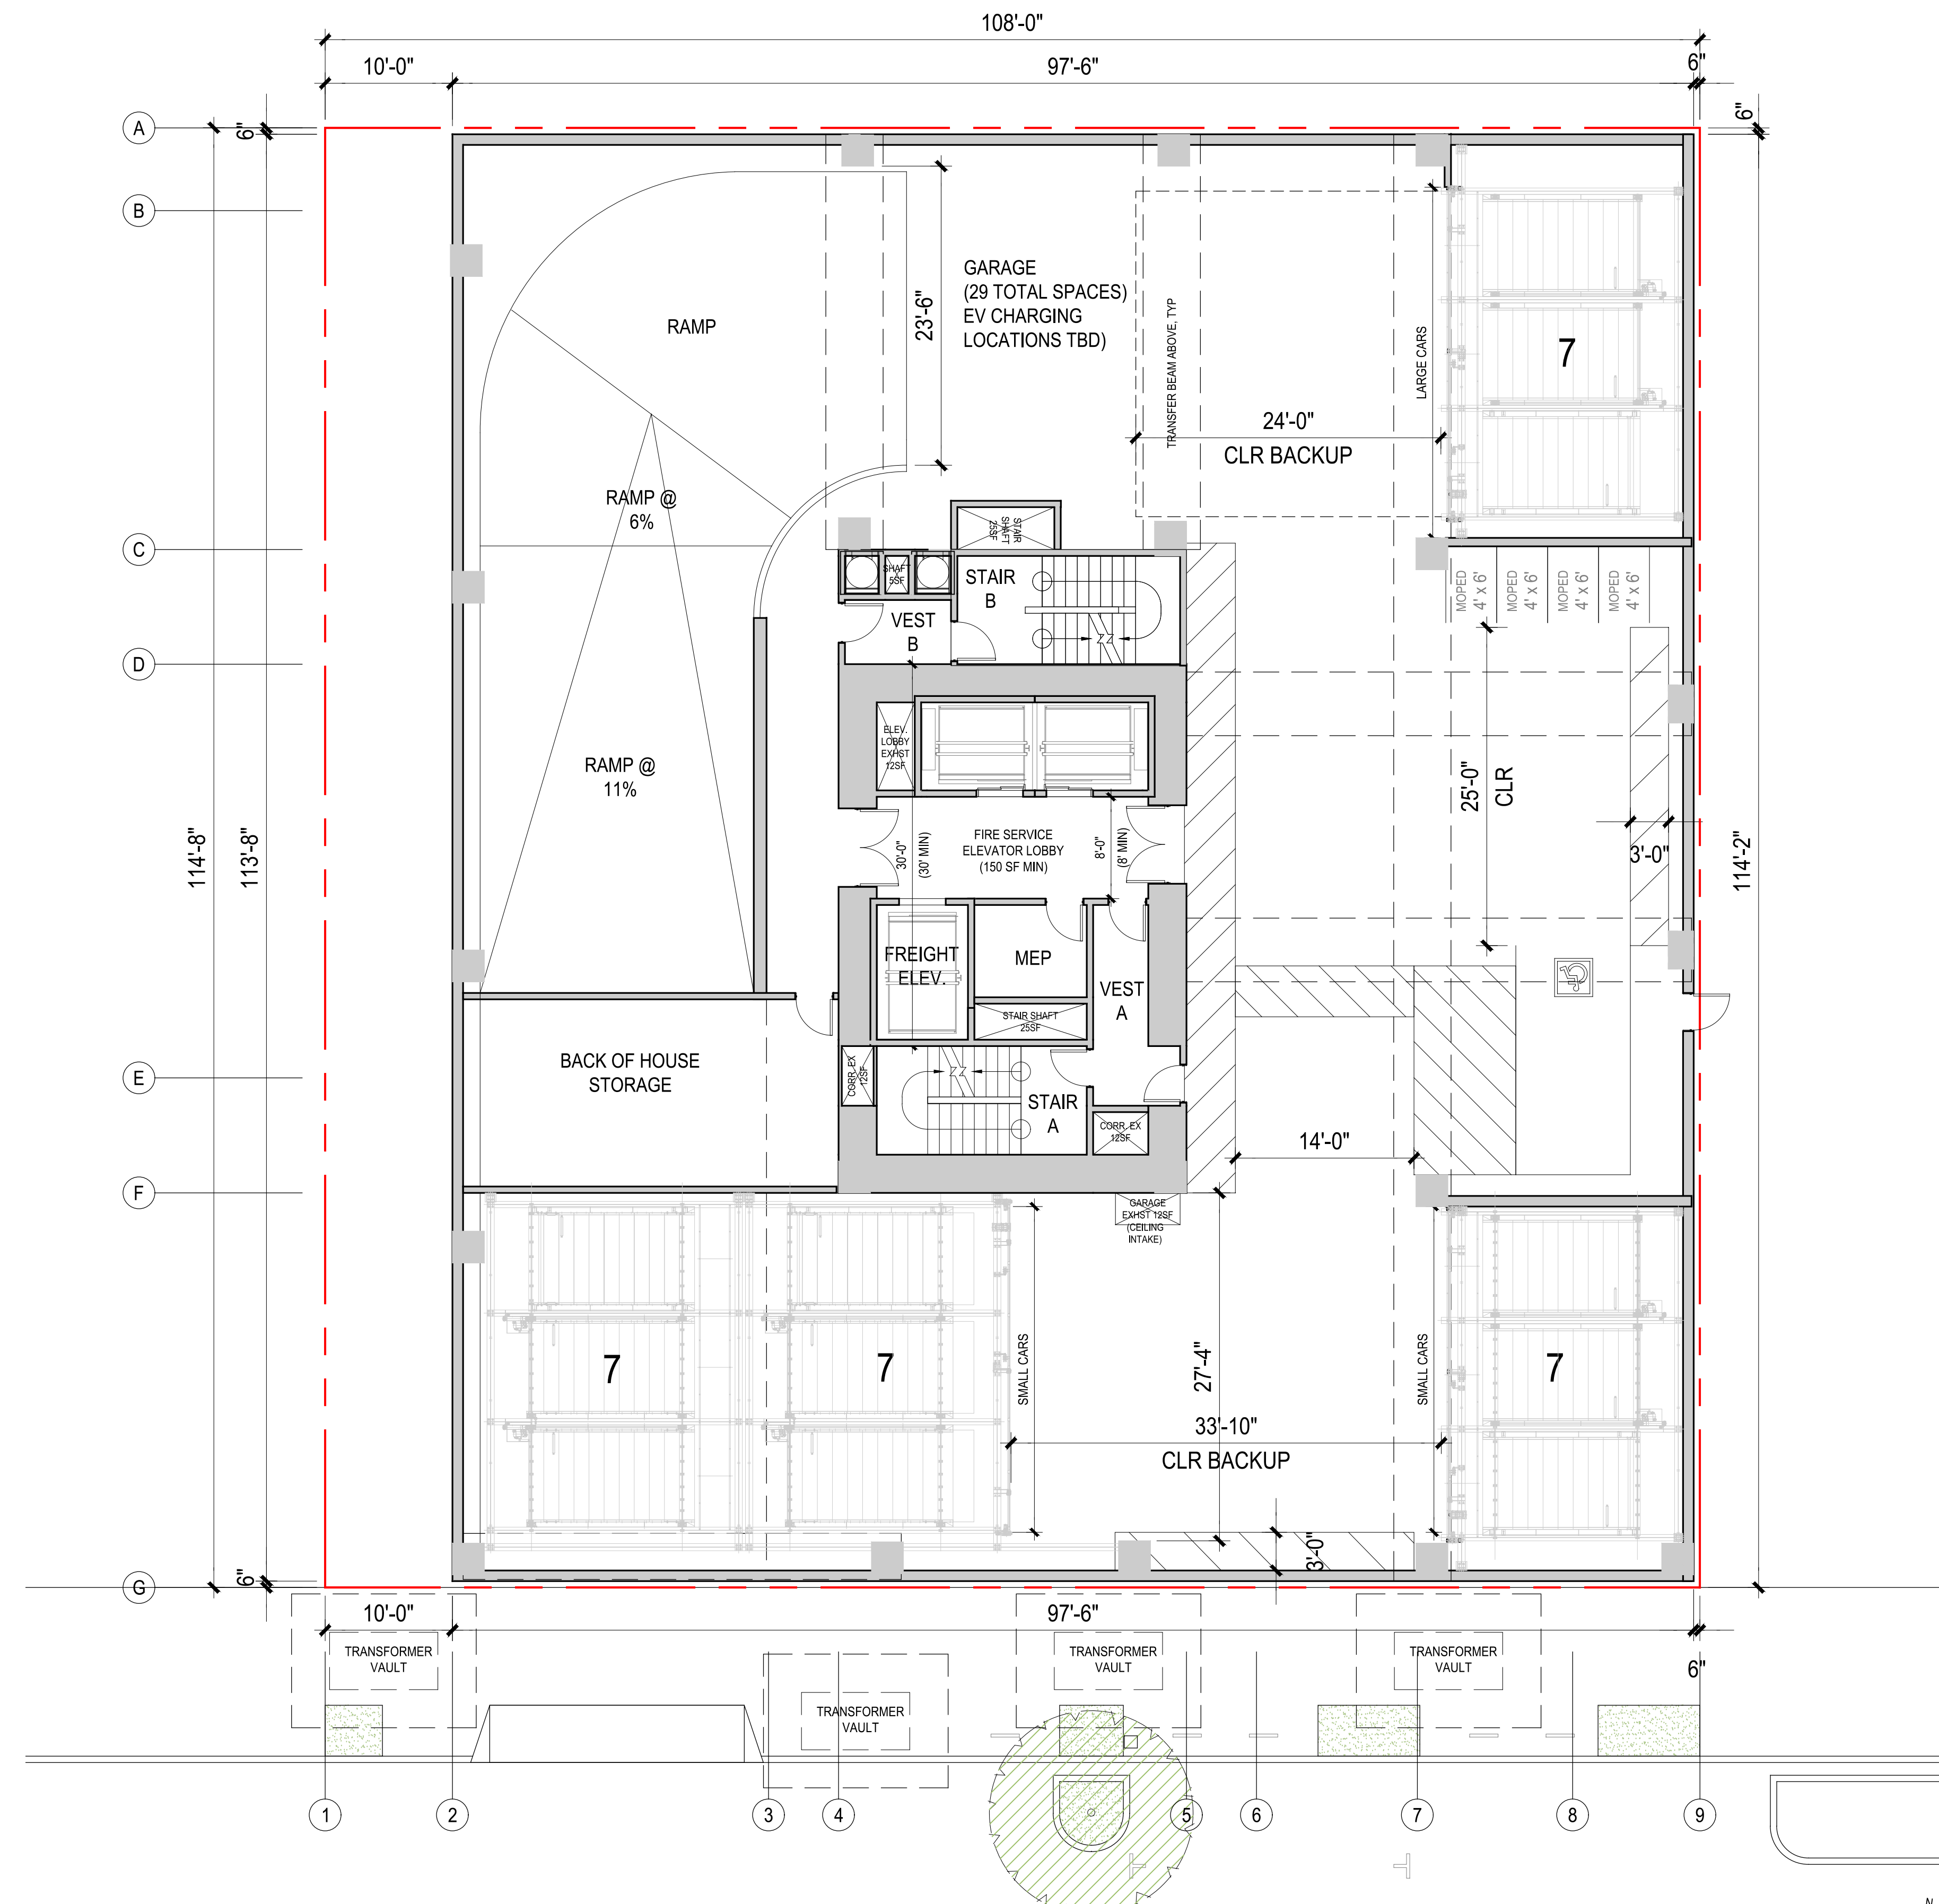 108'-0"
10'-0"
97'-6"
6"
A
6"
6"
B
GARAGE
(29 TOTAL SPACES)
EV CHARGING
LOCATIONS TBD)
RAMP
23'-6"
TRANSFER BEAM ABOVE, TYP
LARGE CARS
7
24'-0"
CLR BACKUP
RAMP @
6%
STAIR
SHAFT
25SF
C
SHAFT
5SF
STAIR
B
MOPED
4' x 6'
MOPED
4' x 6'
MOPED
4' x 6'
MOPED
4' x 6'
VEST
B
D
ELEV.
LOBBY
EXHST
12SF
RAMP @
11%
25'-0"
CLR
3'-0"
114'-8"
113'-8"
114'-2"
30'-0"
(30' MIN)
FIRE SERVICE
ELEVATOR LOBBY
(150 SF MIN)
8'-0"
(8' MIN)
FREIGHT
ELEV.
MEP
VEST
A
STAIR SHAFT
25SF
BACK OF HOUSE
STORAGE
E
CORR. EX
12SF
STAIR
A
CORR. EX
12SF
14'-0"
F
GARAGE
EXHST 12SF
(CEILING
INTAKE)
7
7
SMALL CARS
27'-4"
SMALL CARS
7
33'-10"
CLR BACKUP
3'-0"
G
6"
10'-0"
97'-6"
6"
TRANSFORMER
VAULT
TRANSFORMER
VAULT
TRANSFORMER
VAULT
TRANSFORMER
VAULT
1
2
3
4
5
6
7
8
9
N